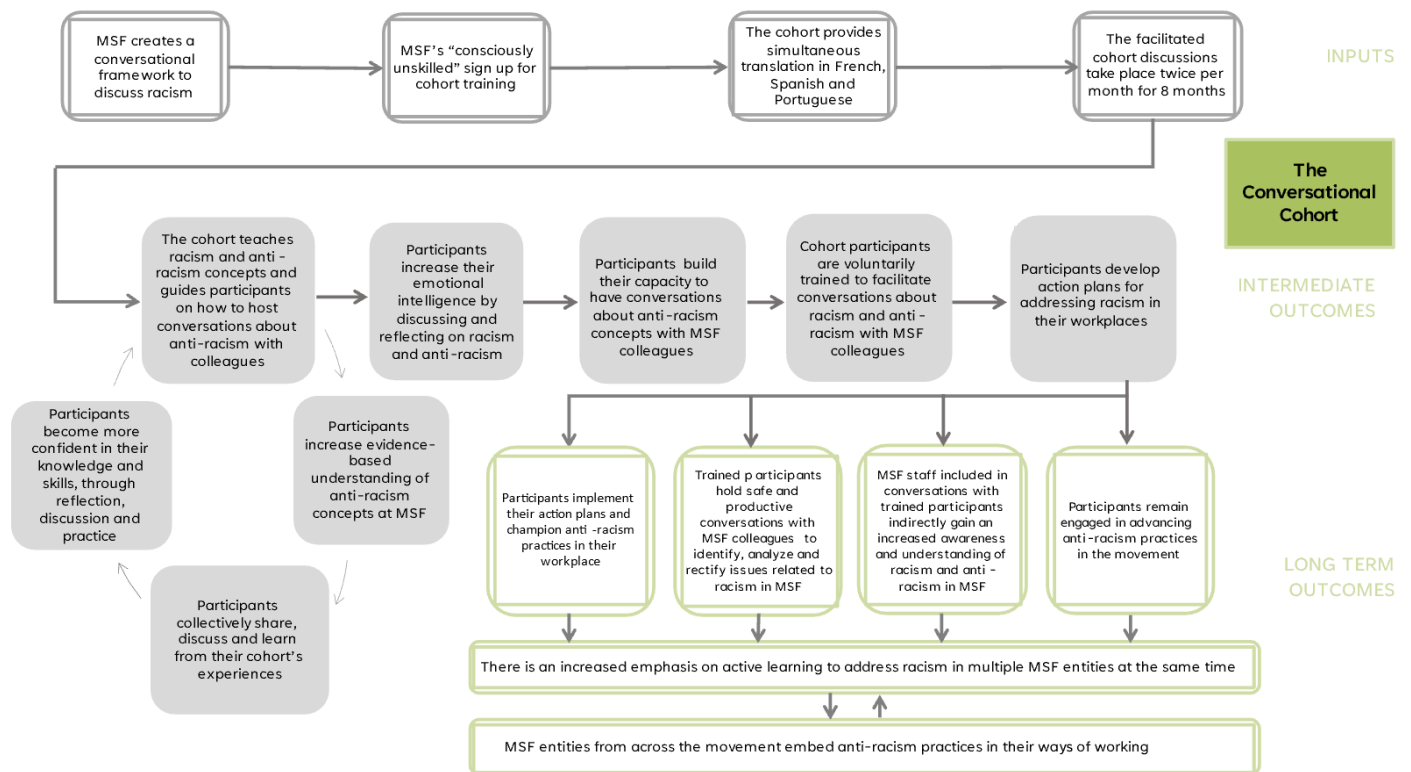 MSF creates a
conversational
framework to
discuss racism
MSF's “consciously
unskilled” sign up for
cohort training
The cohort provides
simultaneous
translation in French,
Spanish and
Portuguese
The facilitated
cohort discussions
take place twice per
month for 8 months
INPUTS
The
Conversational
Cohort
The cohort teaches
racism and anti -
racism concepts and
guides participants
on how to host
conversations about
anti-racism with
colleagues
Participants
increase their
emotional
intelligence by
discussing and
reflecting on racism
and anti-racism
Participants build
their capacity to
have conversations
about anti-racism
concepts with MSF
colleagues
Cohort participants
are voluntarily
trained to facilitate
conversations about
racism and anti -
racism with MSF
colleagues
Participants develop
action plans for
addressing racism in
their workplaces
INTERMEDIATE
OUTCOMES
Participants
become more
confident in their
knowledge and
skills, through
reflection,
discussion and
practice
Participants
increase evidence-
based
understanding of
anti-racism
concepts at MSF
Participants
collectively share,
discuss and learn
from their cohort's
experiences
Participants implement
their action plans and
champion anti -racism
practices in their
workplace
Trained participants
hold safe and
productive
conversations with
MSF colleagues to
identify, analyze and
rectify issues related to
racism in MSF
MSF staff included in
conversations with
trained participants
indirectly gain an
increased awareness
and understanding of
racism and anti -
racism in MSF
Participants remain
engaged in advancing
anti-racism practices
in the movement
LONG TERM
OUTCOMES
There is an increased emphasis on active learning to address racism in multiple MSF entities at the same time
MSF entities from across the movement embed anti-racism practices in their ways of working